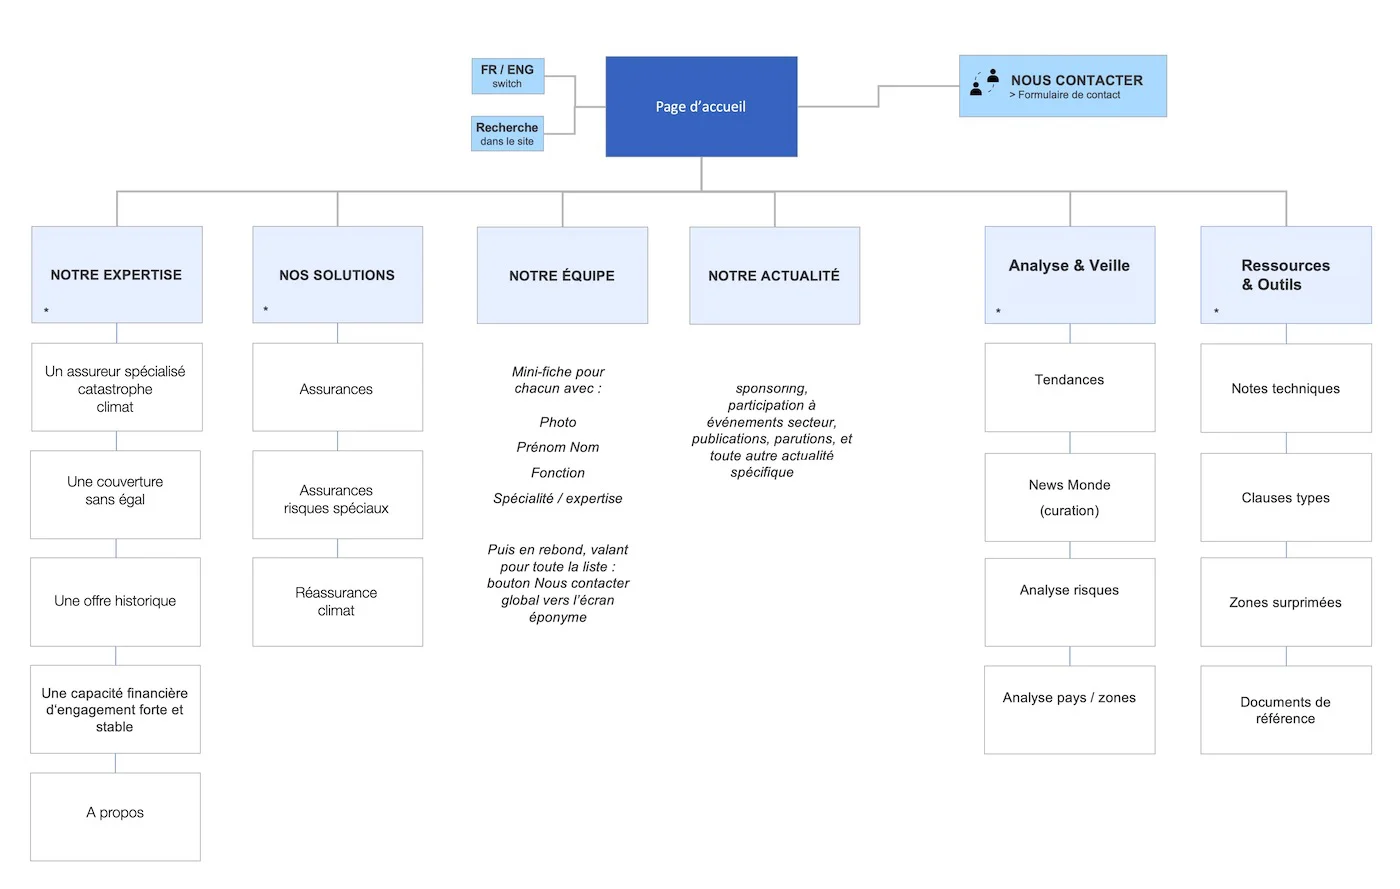 FR / ENG
switch
Recherche
dans le site
Page d’accueil
NOUS CONTACTER
> Formulaire de contact
NOTRE EXPERTISE
*
Un assureur spécialisé
catastrophe
climat
Une couverture
sans égal
Une offre historique
Une capacité financière
d’engagement forte et
stable
A propos
NOS SOLUTIONS
*
Assurances
Assurances
risques spéciaux
Réassurance
climat
NOTRE ÉQUIPE
Mini-fiche pour
chacun avec :
Photo
Prénom Nom
Fonction
Spécialité / expertise
Puis en rebond, valant
pour toute la liste :
bouton Nous contacter
global vers l’écran
éponyme
NOTRE ACTUALITÉ
sponsoring,
participation à
événements secteur,
publications, parutions, et
toute autre actualité
spécifique
Analyse & Veille
*
Tendances
News Monde
(curation)
Analyse risques
Analyse pays / zones
Ressources
& Outils
*
Notes techniques
Clauses types
Zones surprimées
Documents de
référence